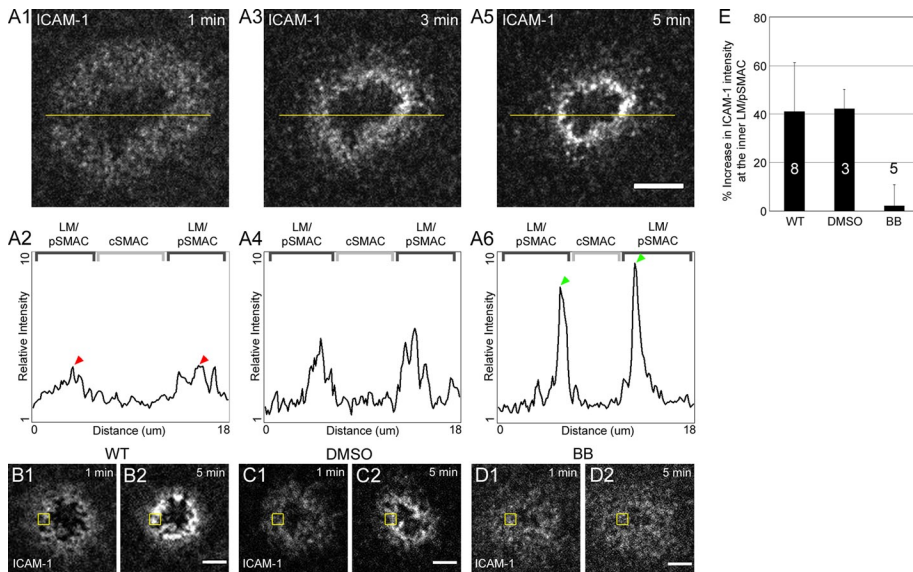 A1
ICAM-1
1 min
A3
ICAM-1
3 min
A5
ICAM-1
5 min
E
% Increase in ICAM-1 intensity
at the inner LM/pSMAC
80
60
40
20
0
8
3
5
WT
DMSO
BB
A2
LM/
pSMAC
cSMAC
LM/
pSMAC
Relative Intensity
10
1
0
Distance (um)
18
A4
LM/
pSMAC
cSMAC
LM/
pSMAC
Relative Intensity
10
1
0
Distance (um)
18
A6
LM/
pSMAC
cSMAC
LM/
pSMAC
Relative Intensity
10
1
0
Distance (um)
18
WT
B1
1 min
ICAM-1
B2
5 min
DMSO
C1
1 min
ICAM-1
C2
5 min
BB
D1
1 min
ICAM-1
D2
5 min